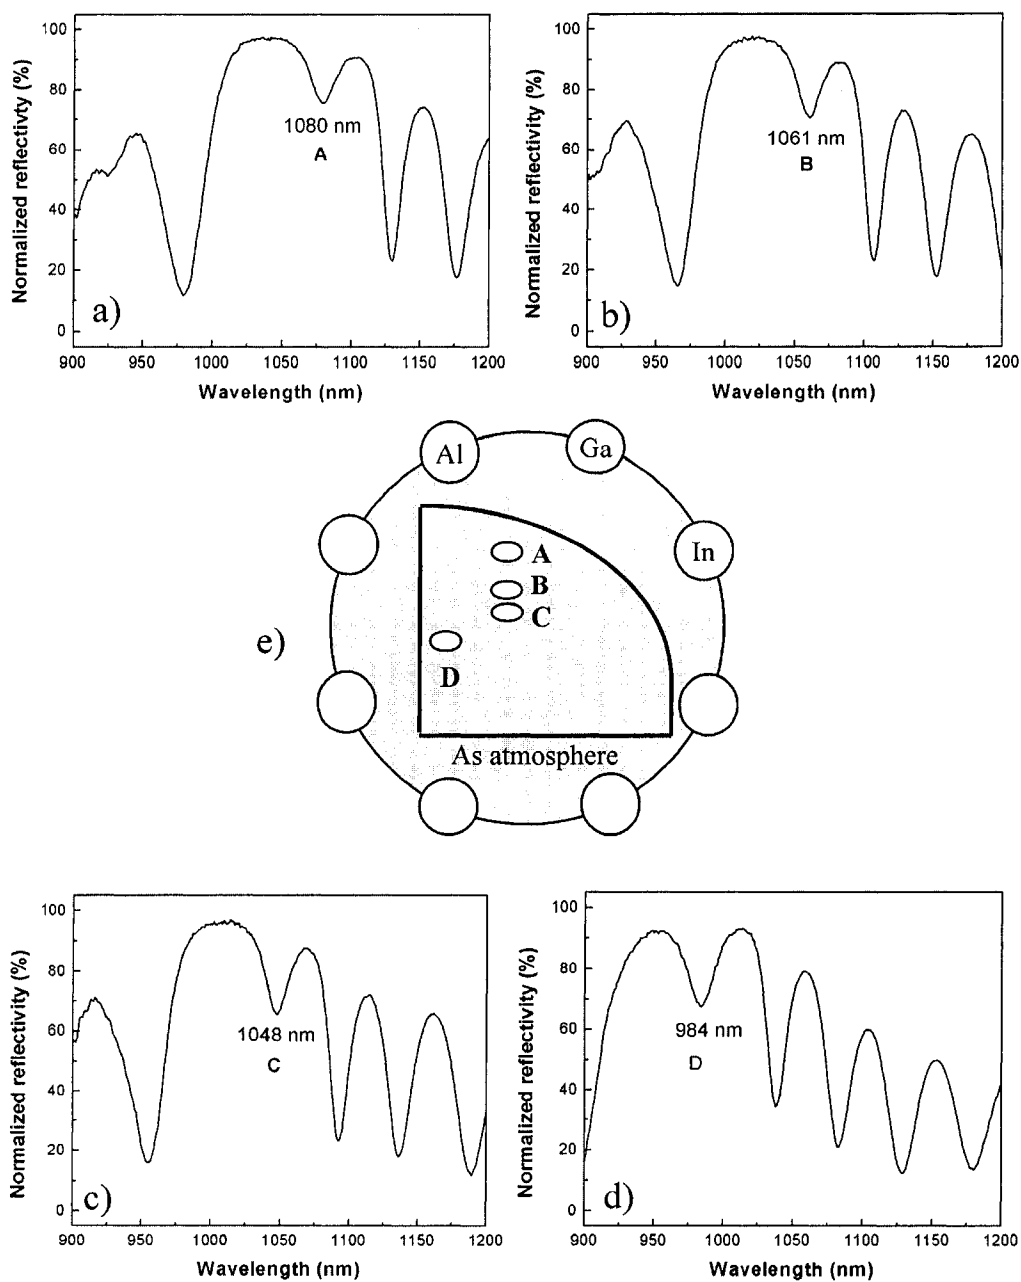 100
80
60
40
20
0
Normalized reflectivty (%)
1080 nm
A
a)
900 950 1000 1050 1100 1150 1200
Wavelength (nm)
100
80
60
40
20
0
Normalized reflectivity (%)
1061 nm
B
b)
900 950 1000 1050 1100 1150 1200
Wavelength (nm)
Al
Ga
In
A
B
C
D
e)
As atmosphere
100
80
60
40
20
0
Normalized reflectivity (%)
1048 nm
C
c)
900 950 1000 1050 1100 1150 1200
Wavelength (nm)
100
80
60
40
20
0
Normalized reflectivity (%)
984 nm
D
d)
900 950 1000 1050 1100 1150 1200
Wavelength (nm)